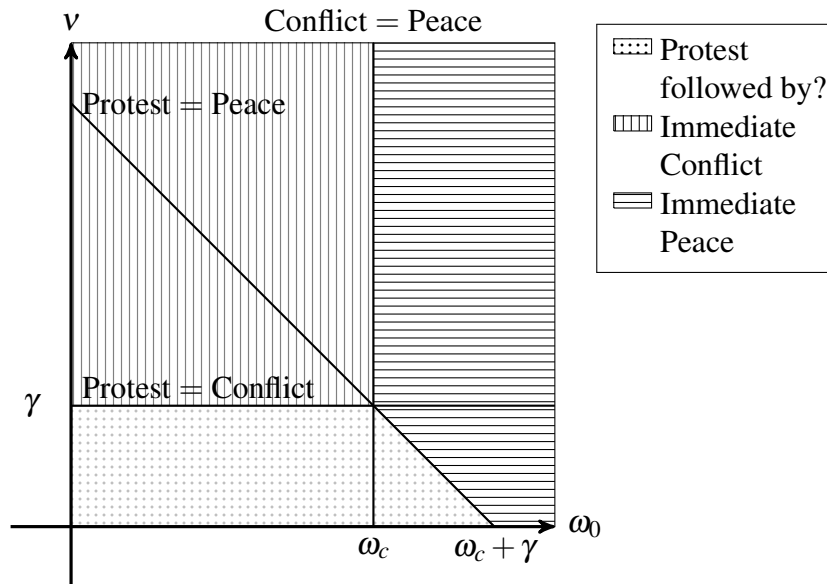 ν
Conflict = Peace
Protest = Peace
Protest = Conflict
γ
ω_c
ω_c + γ
ω_0
Protest
followed by?
Immediate
Conflict
Immediate
Peace